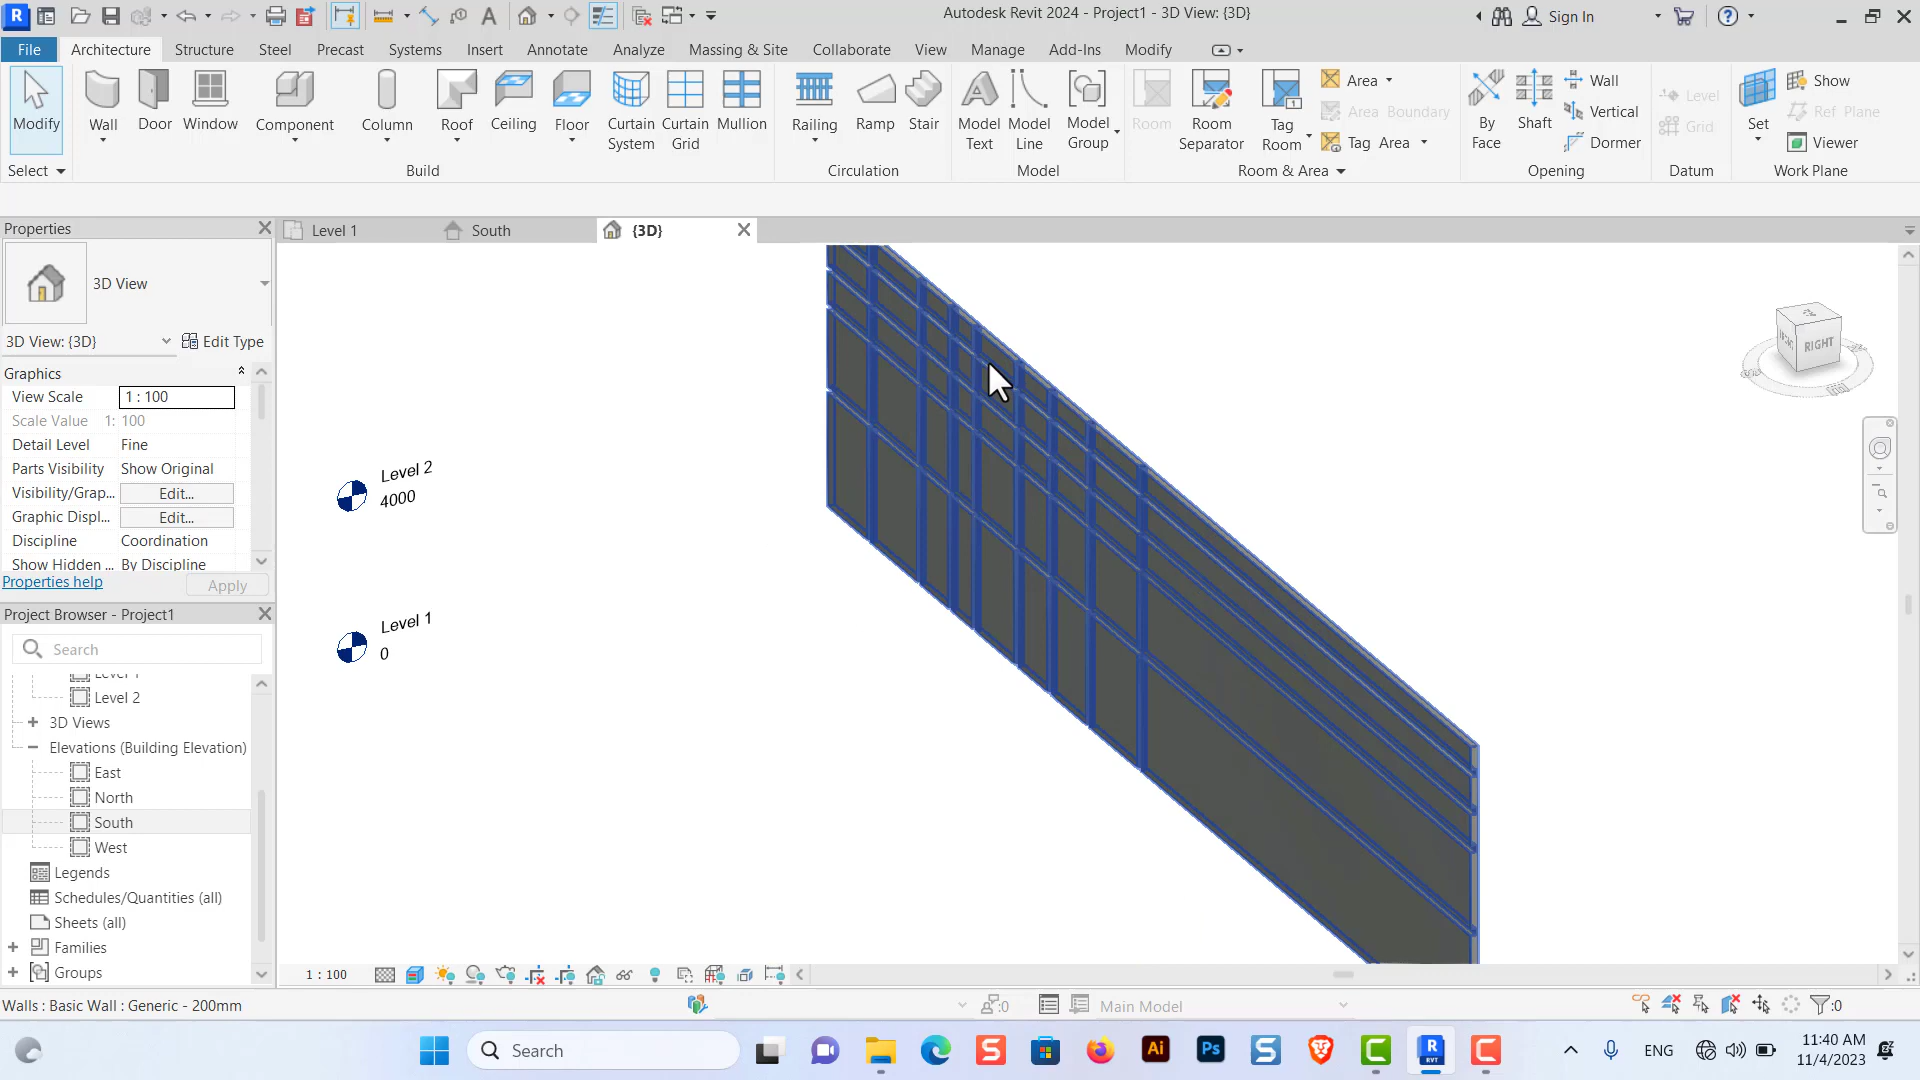 Autodesk Revit 2024 - Project1 - 3D View: {3D}
Sign In
File
Architecture
Structure
Steel
Precast
Systems
Insert
Annotate
Analyze
Massing & Site
Collaborate
View
Manage
Add-Ins
Modify
Modify
Wall
Door
Window
Component
Column
Roof
Ceiling
Floor
Curtain System
Curtain Grid
Mullion
Railing
Ramp
Stair
Model Text
Model Line
Model Group
Room
Room Separator
Tag Room
Area
Area Boundary
Tag Area
By Face
Shaft
Wall
Vertical
Dormer
Level
Grid
Set
Show
Ref Plane
Viewer
Select
Build
Circulation
Model
Room & Area
Opening
Datum
Work Plane
Properties
Level 1
South
{3D}
3D View
3D View: {3D}
Edit Type
Graphics
View Scale
1 : 100
Scale Value 1:
100
Detail Level
Fine
Parts Visibility
Show Original
Visibility/Grap...
Edit...
Graphic Displ...
Edit...
Discipline
Coordination
Show Hidden ...
By Discipline
Properties help
Apply
Level 2
4000
Level 1
0
RIGHT
Project Browser - Project1
Search
Level 1
Level 2
3D Views
Elevations (Building Elevation)
East
North
South
West
Legends
Schedules/Quantities (all)
Sheets (all)
Families
Groups
1 : 100
Walls : Basic Wall : Generic - 200mm
:0
Main Model
:0
Search
ENG
11:40 AM
11/4/2023